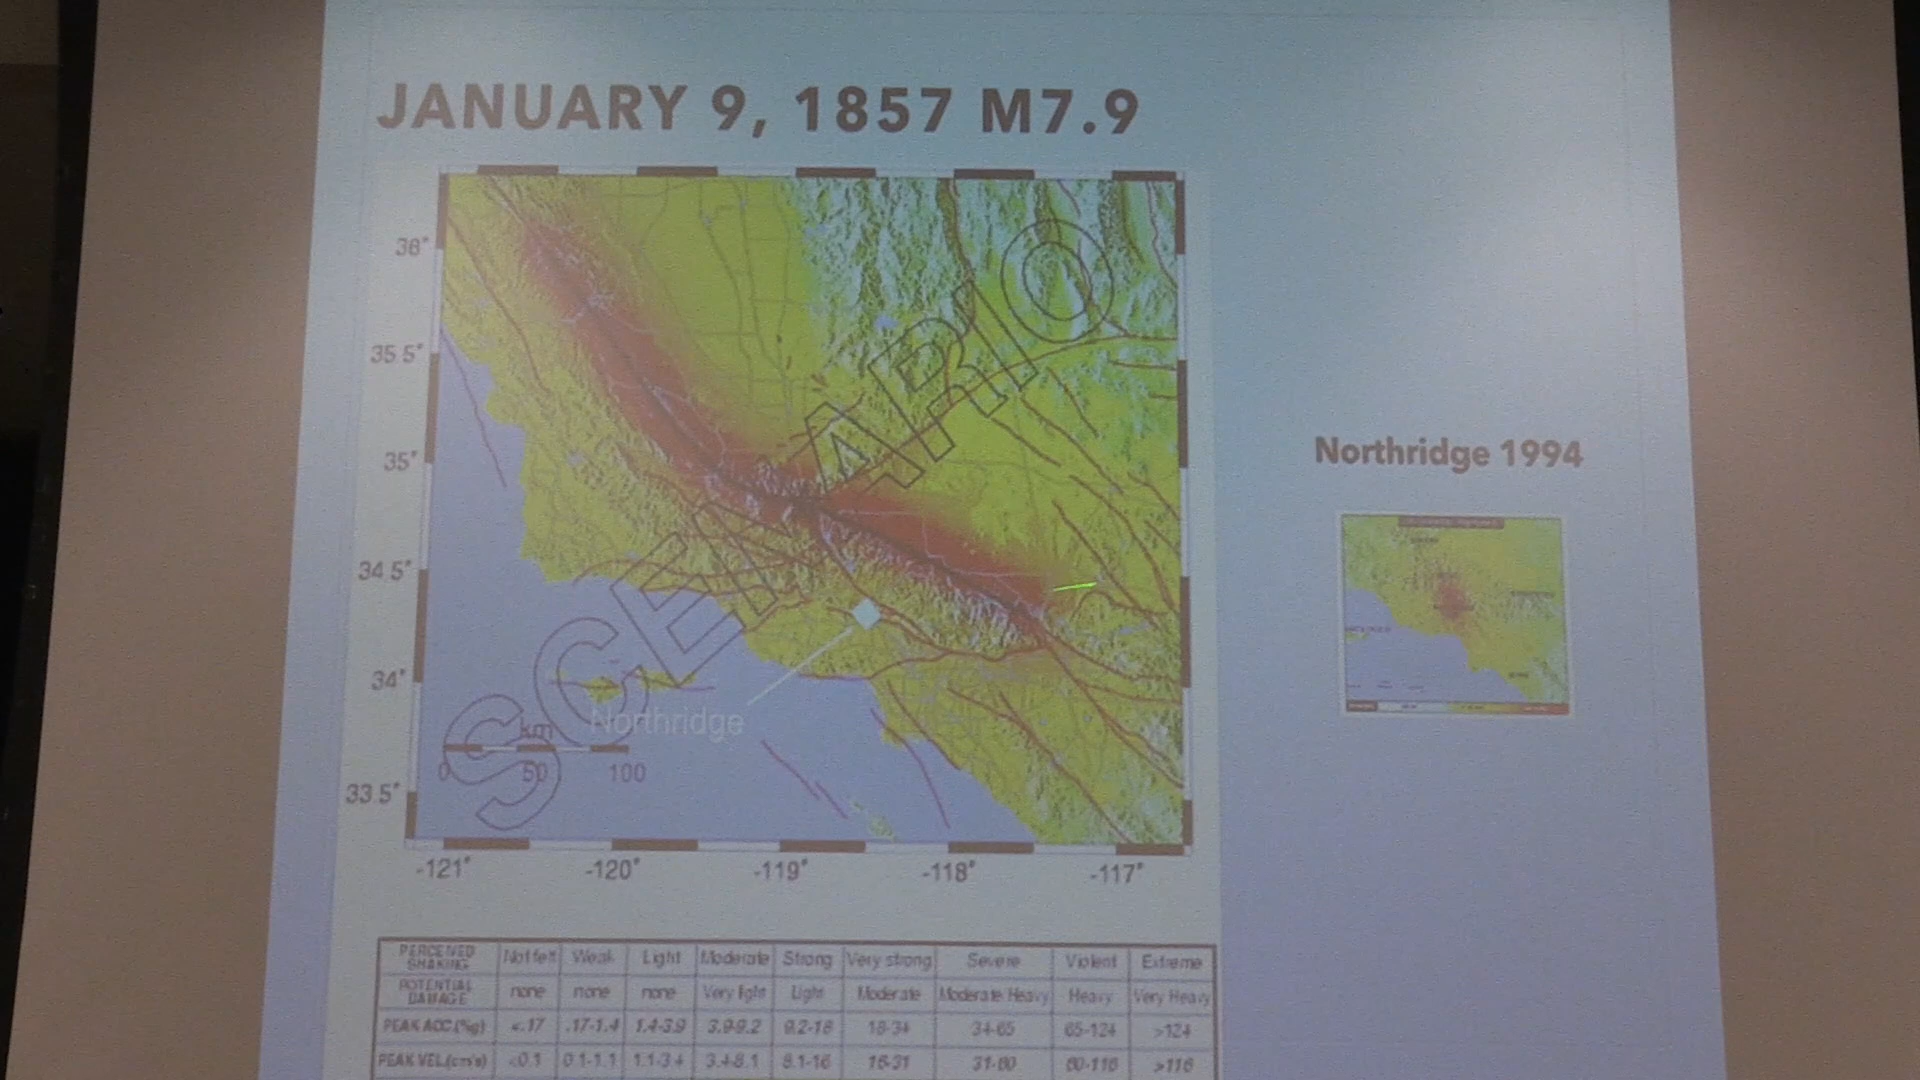 JANUARY 9, 1857 M7.9
36°
35.5°
35°
34.5°
34°
33.5°
SCENARIO
Northridge
km
0 50 100
-121° -120° -119° -118° -117°
Northridge 1994
PERCEIVED SHAKING Not felt Weak Light Moderate Strong Very strong Severe Violent Extreme
POTENTIAL DAMAGE none none none Very light Light Moderate Moderate/Heavy Heavy Very Heavy
PEAK ACC.(%g) <.17 .17-1.4 1.4-3.9 3.9-9.2 9.2-18 18-34 34-65 65-124 >124
PEAK VEL.(cm/s) <0.1 0.1-1.1 1.1-3.4 3.4-8.1 8.1-16 16-31 31-60 60-116 >116